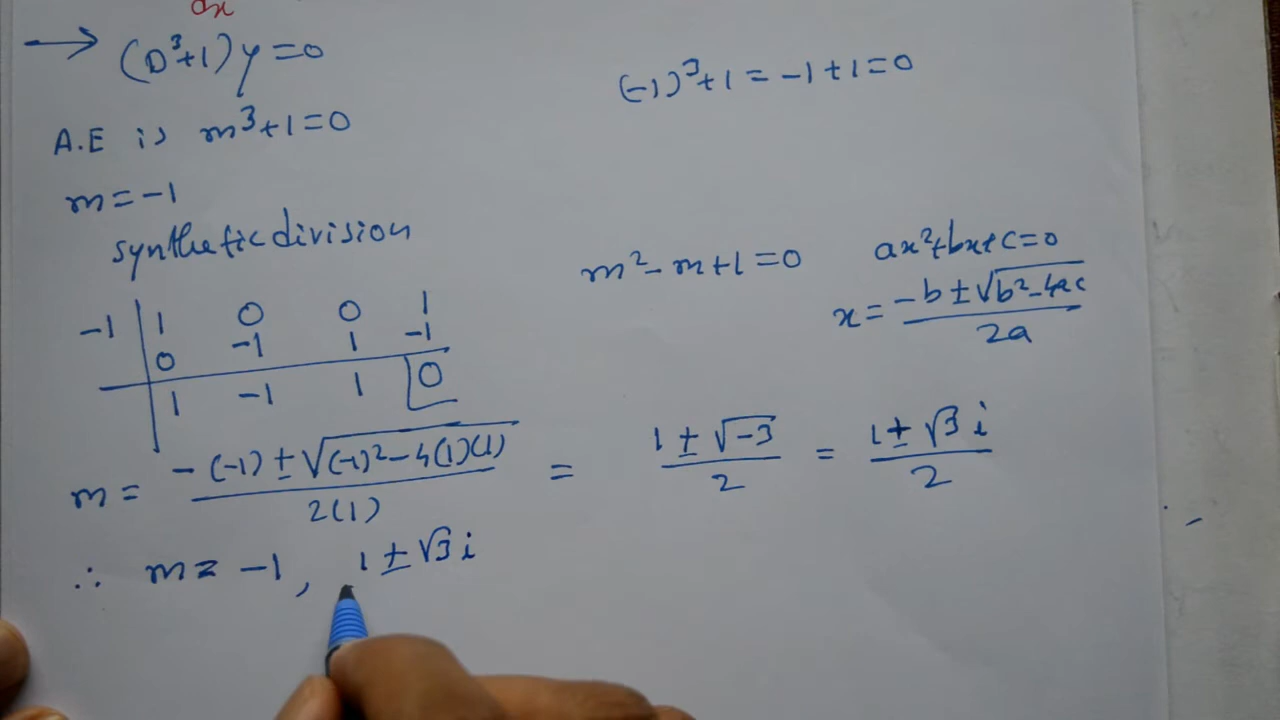 dx
→ (D³+1)y=0
(-1)³+1=-1+1=0
A.E is m³+1=0
m=-1
synthetic division
m²-m+1=0
ax²+bx+c=0
x= -b±√b²-4ac / 2a
-1 | 1 0 0 1
0 -1 1 -1
1 -1 1 0
m= -(-1)±√(-1)²-4(1)(1) / 2(1) = 1±√-3 / 2 = 1±√3 i / 2
∴ m= -1, 1±√3 i